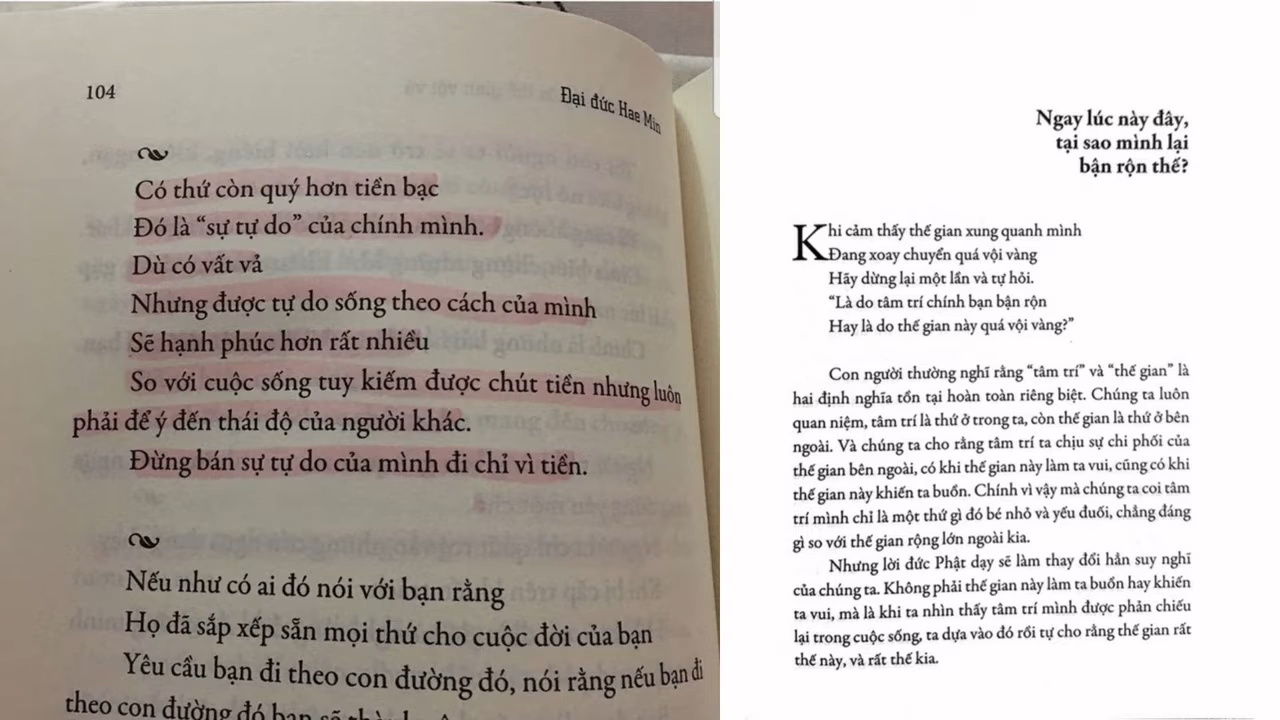 104
Đại đức Hae Min
Có thứ còn quý hơn tiền bạc
Đó là “sự tự do” của chính mình.
Dù có vất vả
Nhưng được tự do sống theo cách của mình
Sẽ hạnh phúc hơn rất nhiều
So với cuộc sống tuy kiếm được chút tiền nhưng luôn
phải để ý đến thái độ của người khác.
Đừng bán sự tự do của mình đi chỉ vì tiền.
Nếu như có ai đó nói với bạn rằng
Họ đã sắp xếp sẵn mọi thứ cho cuộc đời của bạn
Yêu cầu bạn đi theo con đường đó, nói rằng nếu bạn đi
theo con đường đó bạn sẽ
Ngay lúc này đây,
tại sao mình lại
bận rộn thế?
Khi cảm thấy thế gian xung quanh mình
Đang xoay chuyển quá vội vàng
Hãy dừng lại một lần và tự hỏi.
“Là do tâm trí chính bạn bận rộn
Hay là do thế gian này quá vội vàng?”
Con người thường nghĩ rằng “tâm trí” và “thế gian” là
hai định nghĩa tồn tại hoàn toàn riêng biệt. Chúng ta luôn
quan niệm, tâm trí là thứ ở trong ta, còn thế gian là thứ ở bên
ngoài. Và chúng ta cho rằng tâm trí ta chịu sự chi phối của
thế gian bên ngoài, có khi thế gian này làm ta vui, cũng có khi
thế gian này khiến ta buồn. Chính vì vậy mà chúng ta coi tâm
trí mình chỉ là một thứ gì đó bé nhỏ và yếu đuối, chẳng đáng
gì so với thế gian rộng lớn ngoài kia.
Nhưng lời đức Phật dạy sẽ làm thay đổi hẳn suy nghĩ
của chúng ta. Không phải thế gian này làm ta buồn hay khiến
ta vui, mà là khi ta nhìn thấy tâm trí mình được phản chiếu
lại trong cuộc sống, ta dựa vào đó rồi tự cho rằng thế gian rất
thế này, và rất thế kia.